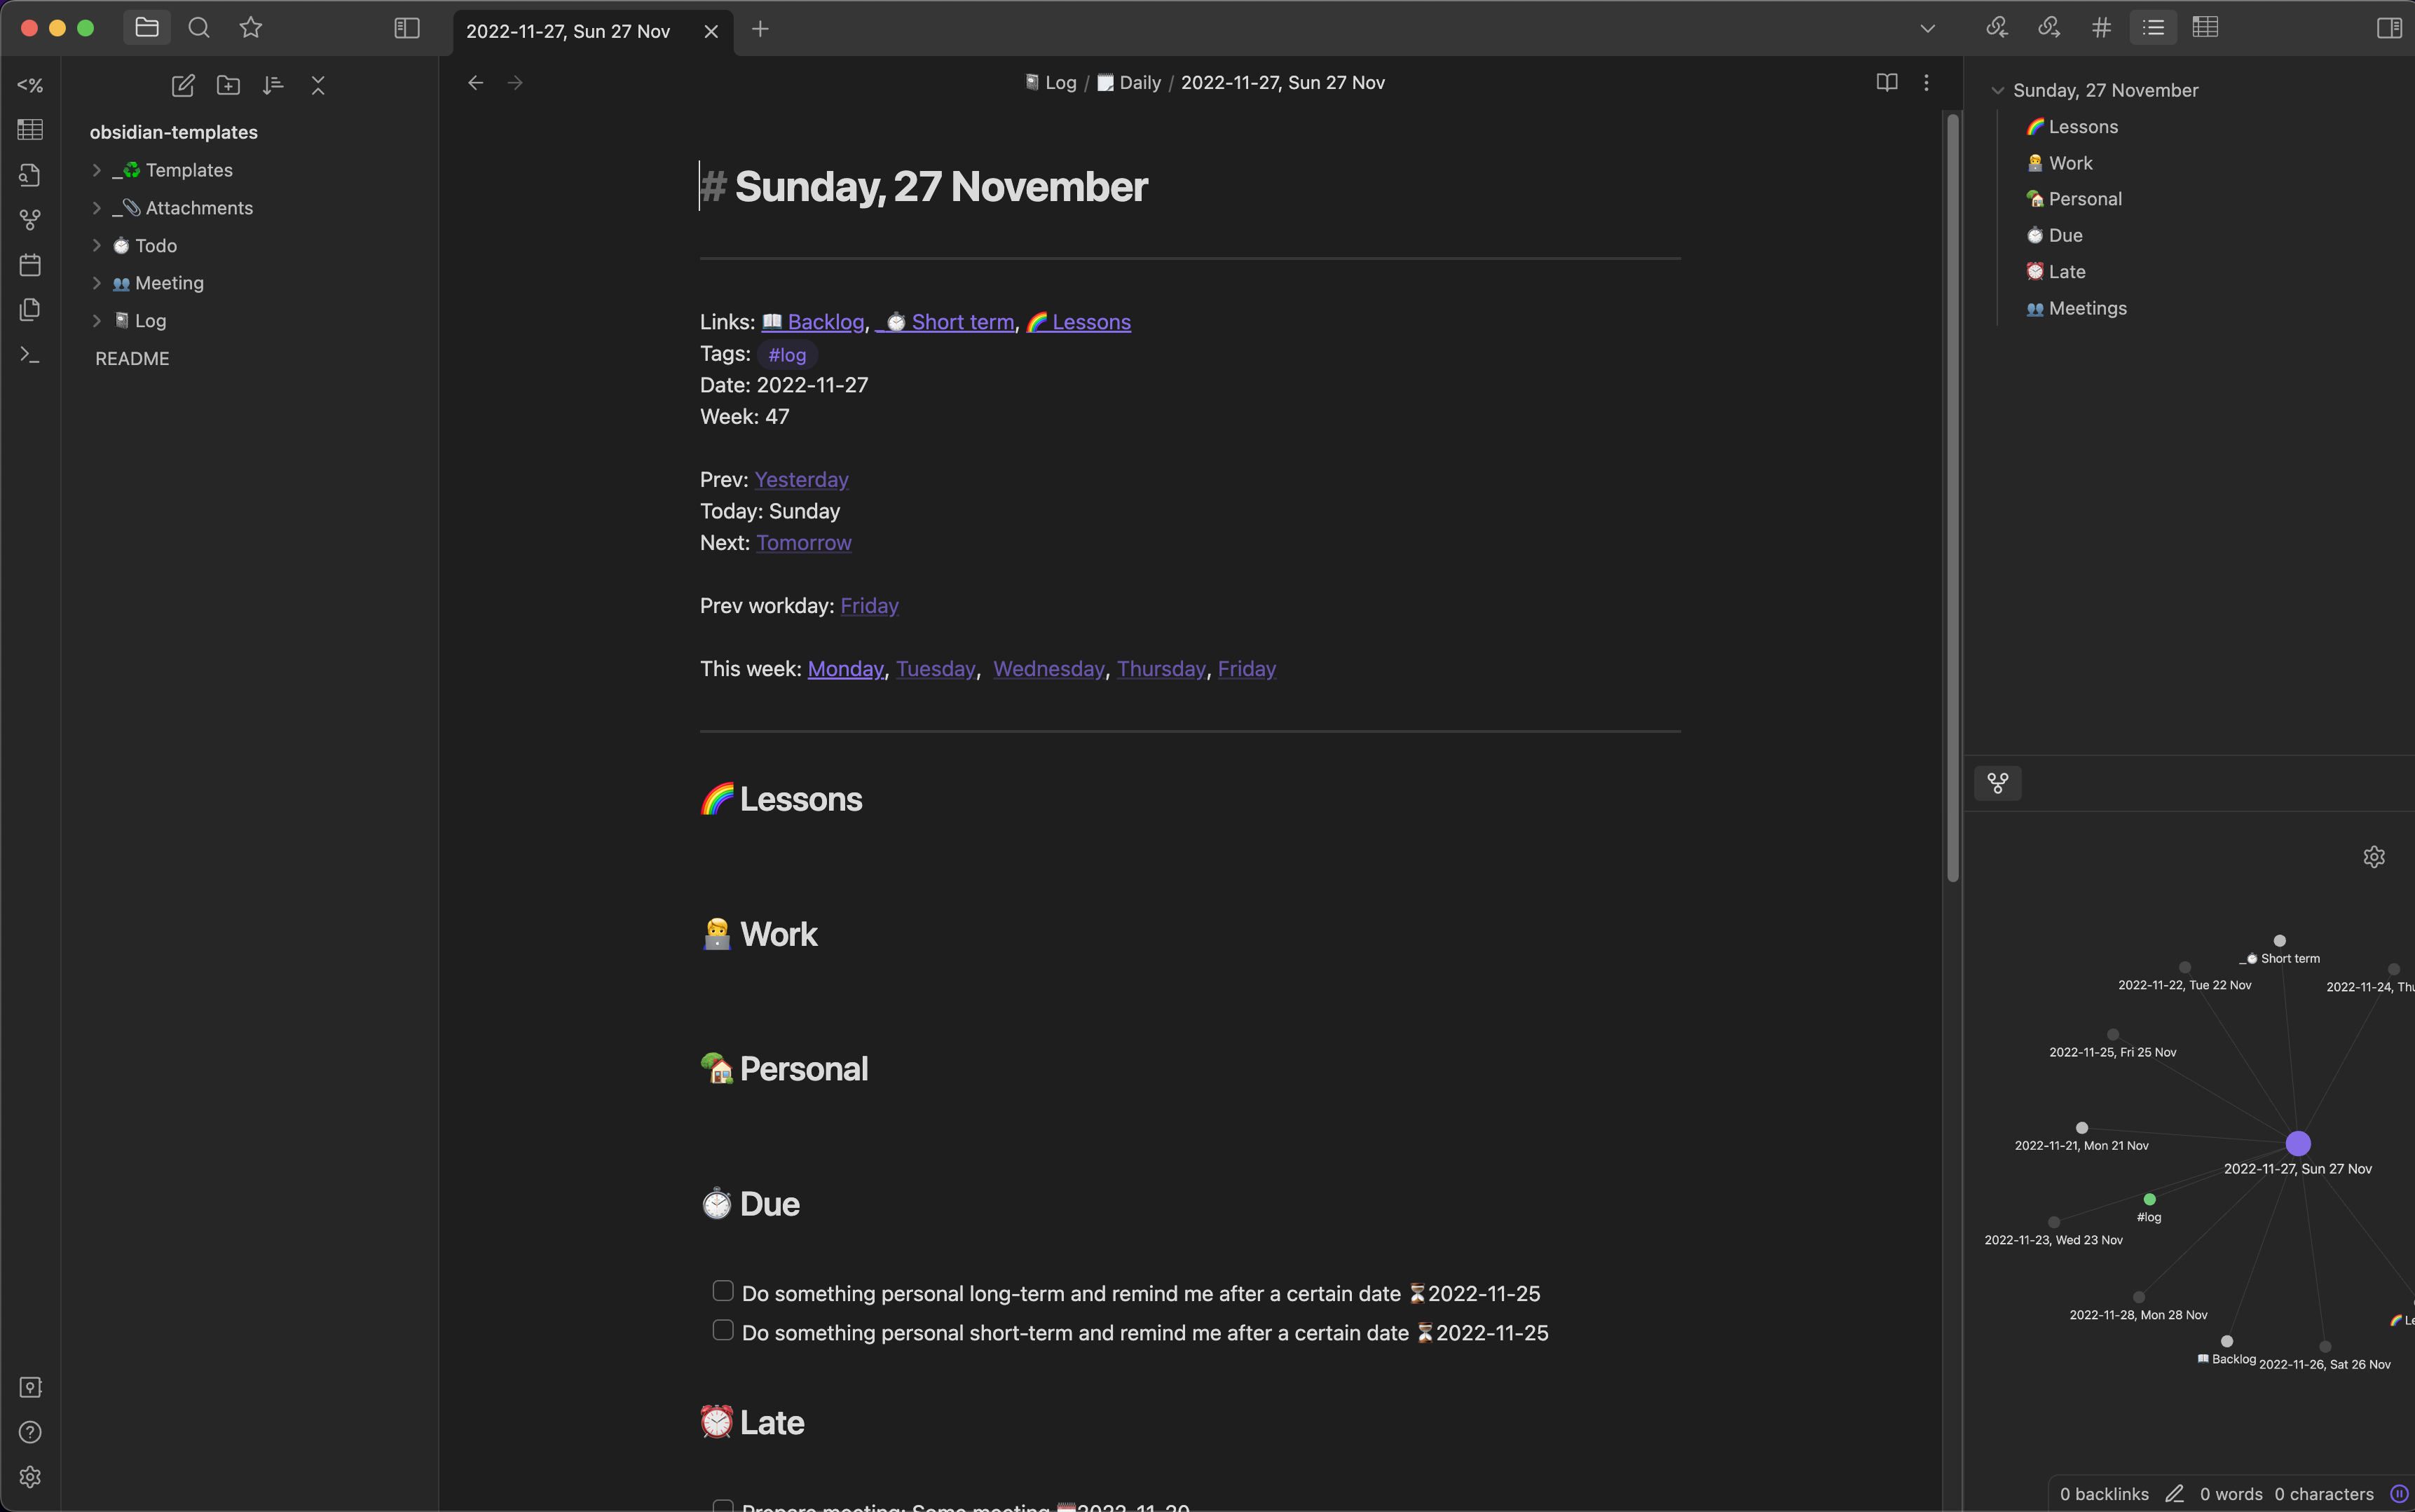 2022-11-27, Sun 27 Nov
<%
obsidian-templates
_♻️ Templates
_📎 Attachments
⏱ Todo
👥 Meeting
📓 Log
README
📓 Log / 🗒 Daily / 2022-11-27, Sun 27 Nov
# Sunday, 27 November
Links: 📖 Backlog, _⏱ Short term, 🌈 Lessons
Tags: #log
Date: 2022-11-27
Week: 47
Prev: Yesterday
Today: Sunday
Next: Tomorrow
Prev workday: Friday
This week: Monday, Tuesday, Wednesday, Thursday, Friday
🌈 Lessons
🧑‍💻 Work
🏡 Personal
⏱ Due
Do something personal long-term and remind me after a certain date ⏳2022-11-25
Do something personal short-term and remind me after a certain date ⏳2022-11-25
⏰ Late
Prepare meeting: Some meeting 📅2022-11-20
Sunday, 27 November
🌈 Lessons
🧑‍💻 Work
🏡 Personal
⏱ Due
⏰ Late
👥 Meetings
_⏱ Short term
2022-11-22, Tue 22 Nov
2022-11-24, Thu
2022-11-25, Fri 25 Nov
2022-11-21, Mon 21 Nov
2022-11-27, Sun 27 Nov
#log
2022-11-23, Wed 23 Nov
2022-11-28, Mon 28 Nov
🌈 Le
📖 Backlog
2022-11-26, Sat 26 Nov
0 backlinks 0 words 0 characters